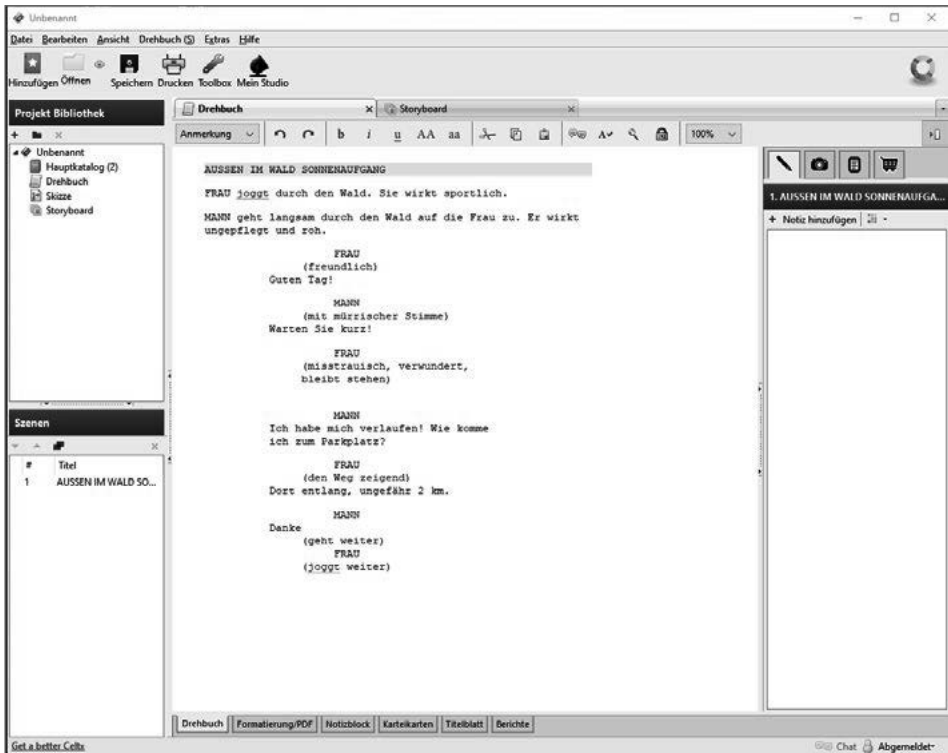 Unbenannt
Datei Bearbeiten Ansicht Drehbuch (S) Extras Hilfe
Hinzufügen Öffnen Speichern Drucken Toolbox Mein Studio
Projekt Bibliothek
Unbenannt
Hauptkatalog (2)
Drehbuch
Skizze
Storyboard
Szenen
# Titel
1 AUSSEN IM WALD SO...
Drehbuch Storyboard
Anmerkung b i u AA aa A 100%
AUSSEN IM WALD SONNENAUFGANG
FRAU joggt durch den Wald. Sie wirkt sportlich.
MANN geht langsam durch den Wald auf die Frau zu. Er wirkt
ungepflegt und roh.
FRAU
(freundlich)
Guten Tag!
MANN
(mit mürrischer Stimme)
Warten Sie kurz!
FRAU
(misstrauisch, verwundert,
bleibt stehen)
MANN
Ich habe mich verlaufen! Wie komme
ich zum Parkplatz?
FRAU
(den Weg zeigend)
Dort entlang, ungefähr 2 km.
MANN
Danke
(geht weiter)
FRAU
(joggt weiter)
1. AUSSEN IM WALD SONNENAUFGA...
+ Notiz hinzufügen
Drehbuch Formatierung/PDF Notizblock Karteikarten Titelblatt Berichte
Get a better Celtx
Chat Abgemeldet